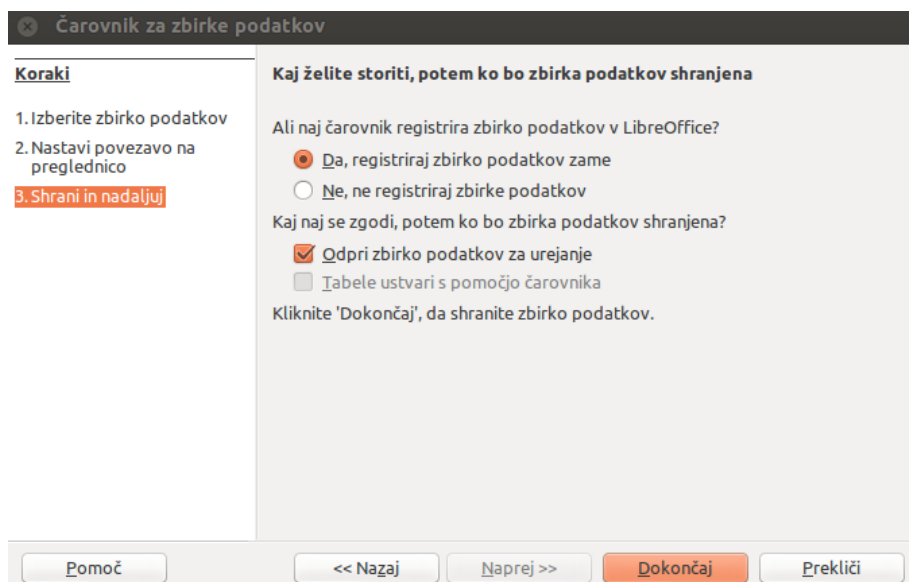 Čarovnik za zbirke podatkov
Koraki
1. Izberite zbirko podatkov
2. Nastavi povezavo na
preglednico
3. Shrani in nadaljuj
Kaj želite storiti, potem ko bo zbirka podatkov shranjena
Ali naj čarovnik registrira zbirko podatkov v LibreOffice?
Da, registriraj zbirko podatkov zame
Ne, ne registriraj zbirke podatkov
Kaj naj se zgodi, potem ko bo zbirka podatkov shranjena?
Odpri zbirko podatkov za urejanje
Tabele ustvari s pomočjo čarovnika
Kliknite 'Dokončaj', da shranite zbirko podatkov.
Pomoč
<< Nazaj
Naprej >>
Dokončaj
Prekliči